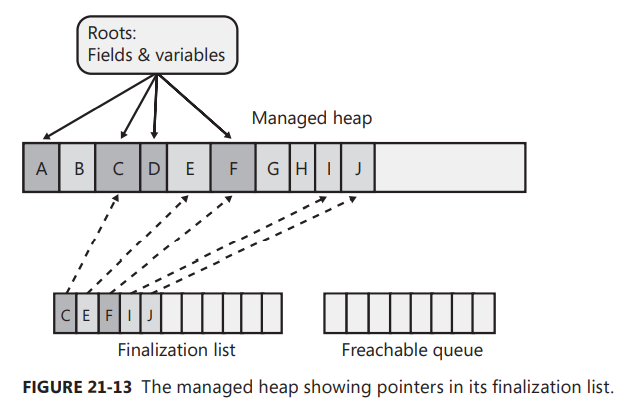 Roots:
Fields & variables
Managed heap
A B C D E F G H I J
C E F I J
Finalization list
Freachable queue
FIGURE 21-13 The managed heap showing pointers in its finalization list.